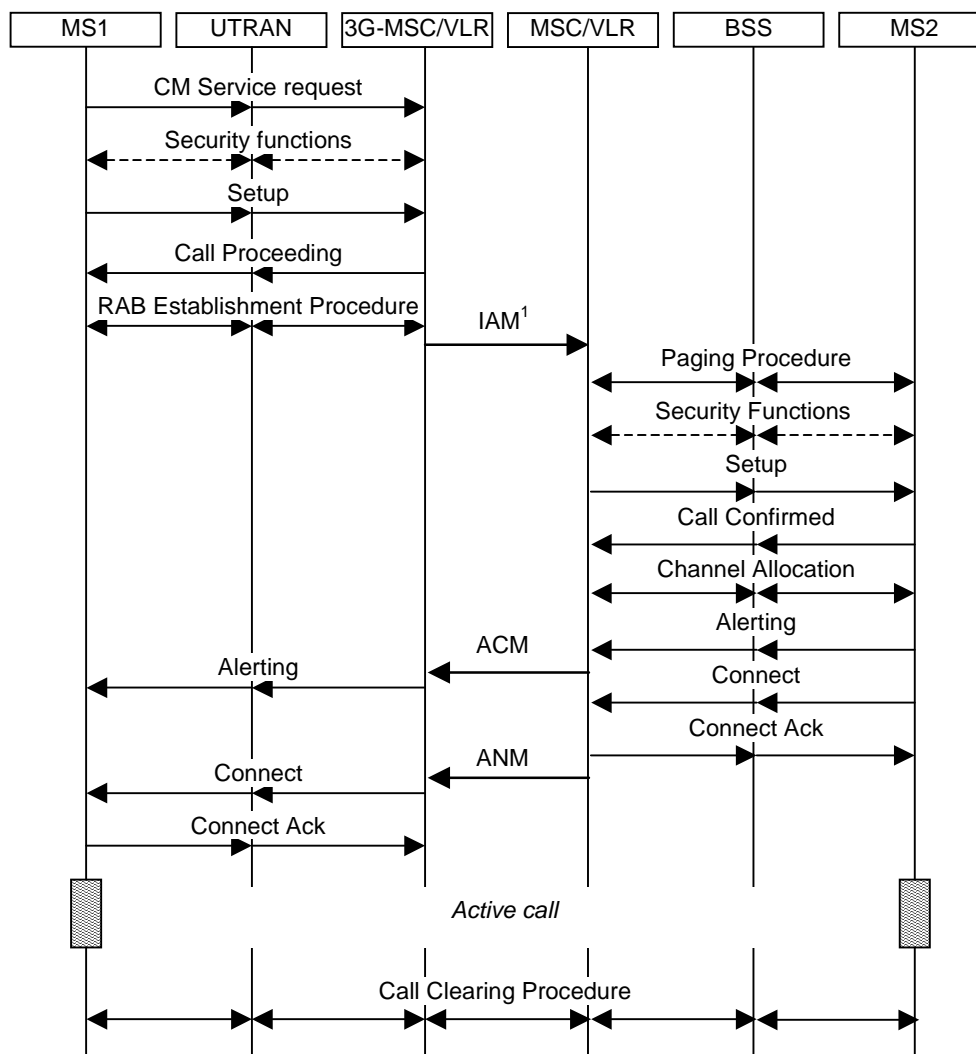 MS1 UTRAN 3G-MSC/VLR MSC/VLR BSS MS2
CM Service request
Security functions
Setup
Call Proceeding
RAB Establishment Procedure
IAM1
Paging Procedure
Security Functions
Setup
Call Confirmed
Channel Allocation
Alerting
ACM
Alerting
Connect
Connect Ack
ANM
Connect
Connect Ack
Active call
Call Clearing Procedure